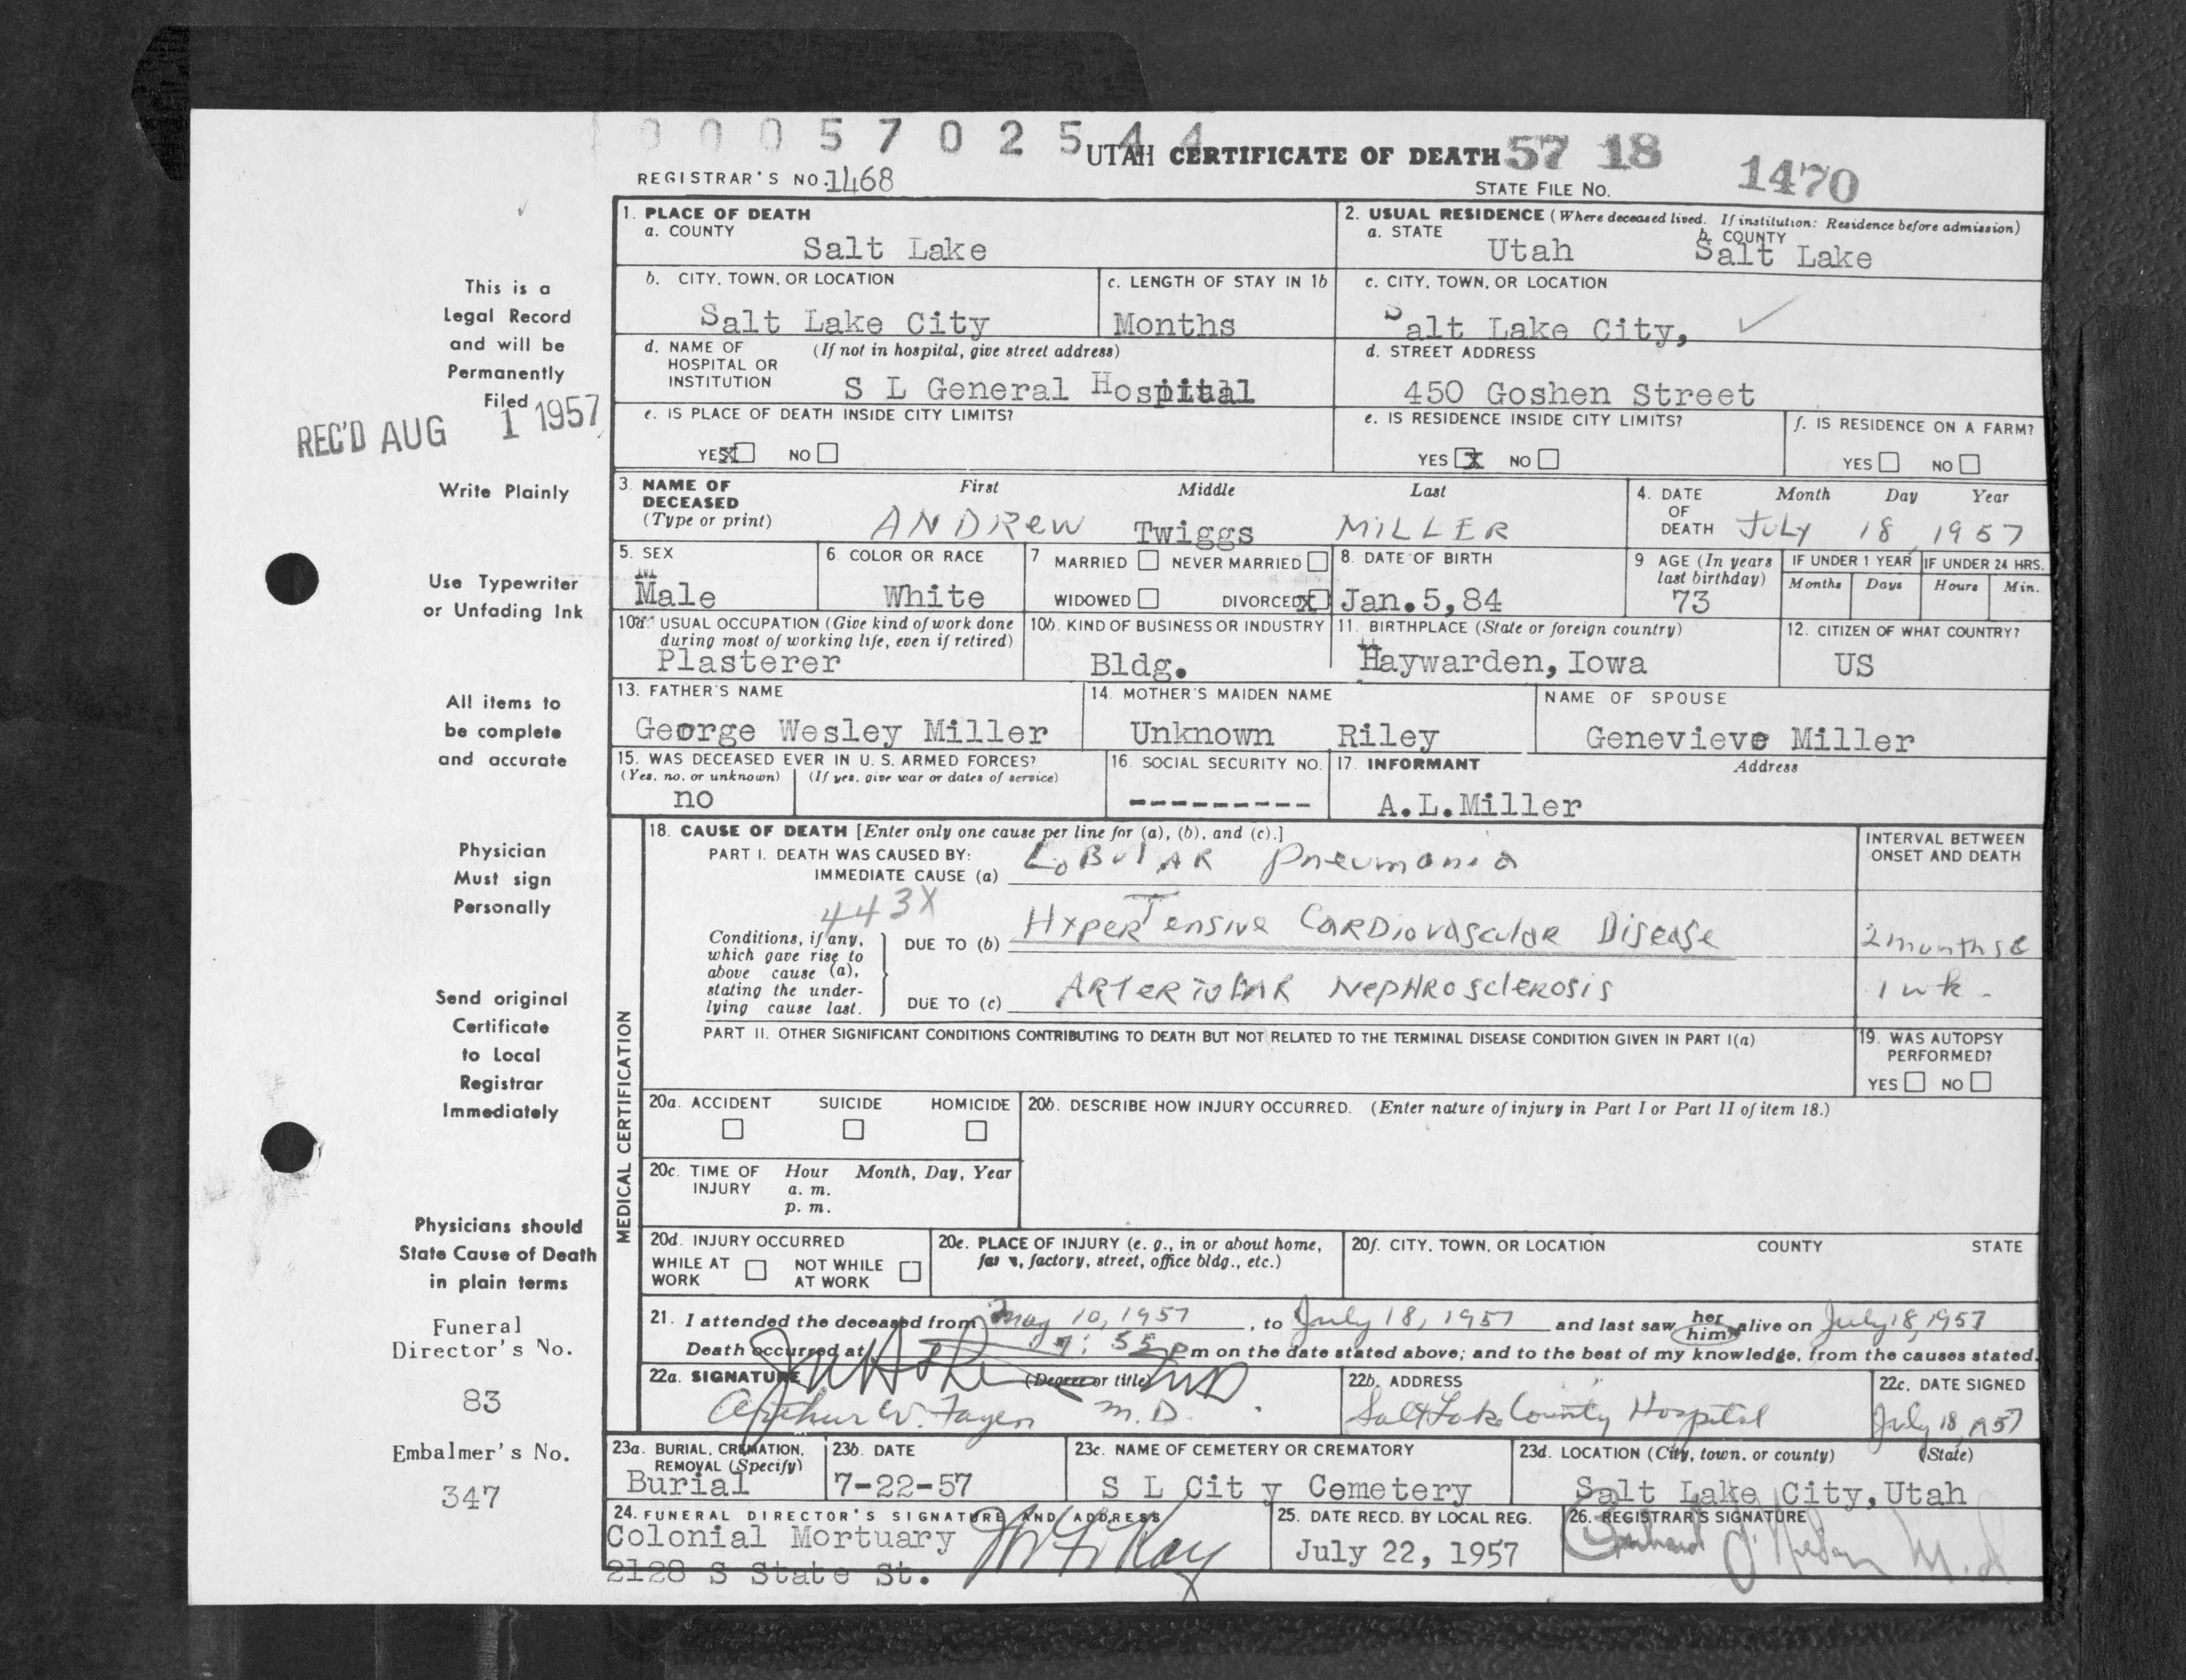 0 0 0 5 7 0 2 5 4 4
UTAH CERTIFICATE OF DEATH 57 18 1470
REGISTRAR'S NO. 1468
STATE FILE NO.
1. PLACE OF DEATH
a. COUNTY
Salt Lake
2. USUAL RESIDENCE (Where deceased lived. If institution: Residence before admission)
a. STATE
Utah
b. COUNTY
Salt Lake
b. CITY, TOWN, OR LOCATION
Salt Lake City
c. LENGTH OF STAY IN 1b
Months
c. CITY, TOWN, OR LOCATION
Salt Lake City,
d. NAME OF HOSPITAL OR INSTITUTION
(If not in hospital, give street address)
S L General Hospital
d. STREET ADDRESS
450 Goshen Street
e. IS PLACE OF DEATH INSIDE CITY LIMITS?
YES X NO
e. IS RESIDENCE INSIDE CITY LIMITS?
YES X NO
f. IS RESIDENCE ON A FARM?
YES NO
3. NAME OF DECEASED
(Type or print)
First Middle Last
ANDREW Twiggs MILLER
4. DATE OF DEATH
Month Day Year
JULY 18, 1957
5. SEX
Male
6. COLOR OR RACE
White
7 MARRIED NEVER MARRIED
WIDOWED DIVORCED X
8. DATE OF BIRTH
Jan. 5, 84
9 AGE (In years last birthday)
73
IF UNDER 1 YEAR
Months Days
IF UNDER 24 HRS.
Hours Min.
10a. USUAL OCCUPATION (Give kind of work done during most of working life, even if retired)
Plasterer
10b. KIND OF BUSINESS OR INDUSTRY
Bldg.
11. BIRTHPLACE (State or foreign country)
Haywarden, Iowa
12. CITIZEN OF WHAT COUNTRY?
US
13. FATHER'S NAME
George Wesley Miller
14. MOTHER'S MAIDEN NAME
Unknown Riley
NAME OF SPOUSE
Genevieve Miller
15. WAS DECEASED EVER IN U. S. ARMED FORCES?
(Yes, no, or unknown) (If yes, give war or dates of service)
no
16. SOCIAL SECURITY NO.
---------
17. INFORMANT Address
A.L.Miller
MEDICAL CERTIFICATION
18. CAUSE OF DEATH [Enter only one cause per line for (a), (b), and (c).]
PART I. DEATH WAS CAUSED BY:
IMMEDIATE CAUSE (a) LoBulAR Pneumonia
INTERVAL BETWEEN ONSET AND DEATH
443X
Conditions, if any, which gave rise to above cause (a), stating the underlying cause last.
DUE TO (b) HYPERTensive CARDiovascular Disease
2 months &
DUE TO (c) ARTERIOLAR NePHROSclerosis
1 wk -
PART II. OTHER SIGNIFICANT CONDITIONS CONTRIBUTING TO DEATH BUT NOT RELATED TO THE TERMINAL DISEASE CONDITION GIVEN IN PART I(a)
19. WAS AUTOPSY PERFORMED?
YES NO
20a. ACCIDENT SUICIDE HOMICIDE
20b. DESCRIBE HOW INJURY OCCURRED. (Enter nature of injury in Part I or Part II of item 18.)
20c. TIME OF INJURY
Hour Month, Day, Year
a. m.
p. m.
20d. INJURY OCCURRED
WHILE AT WORK
NOT WHILE AT WORK
20e. PLACE OF INJURY (e. g., in or about home, farm, factory, street, office bldg., etc.)
20f. CITY, TOWN, OR LOCATION COUNTY STATE
21. I attended the deceased from May 10, 1957, to July 18, 1957 and last saw her him alive on July 18, 1957
Death occurred at 7:55 pm on the date stated above; and to the best of my knowledge, from the causes stated.
22a. SIGNATURE (Degree or title) MD
Arthur W. Fagen M.D.
22b. ADDRESS
Salt Lake County Hospital
22c. DATE SIGNED
July 18, 1957
23a. BURIAL, CREMATION, REMOVAL (Specify)
Burial
23b. DATE
7-22-57
23c. NAME OF CEMETERY OR CREMATORY
S L City Cemetery
23d. LOCATION (City, town, or county) (State)
Salt Lake City, Utah
24. FUNERAL DIRECTOR'S SIGNATURE AND ADDRESS
Colonial Mortuary
2128 S State St.
25. DATE RECD. BY LOCAL REG.
July 22, 1957
26. REGISTRAR'S SIGNATURE
This is a
Legal Record
and will be
Permanently
Filed
REC'D AUG 1 1957
Write Plainly
Use Typewriter
or Unfading Ink
All items to
be complete
and accurate
Physician
Must sign
Personally
Send original
Certificate
to Local
Registrar
Immediately
Physicians should
State Cause of Death
in plain terms
Funeral
Director's No.
83
Embalmer's No.
347